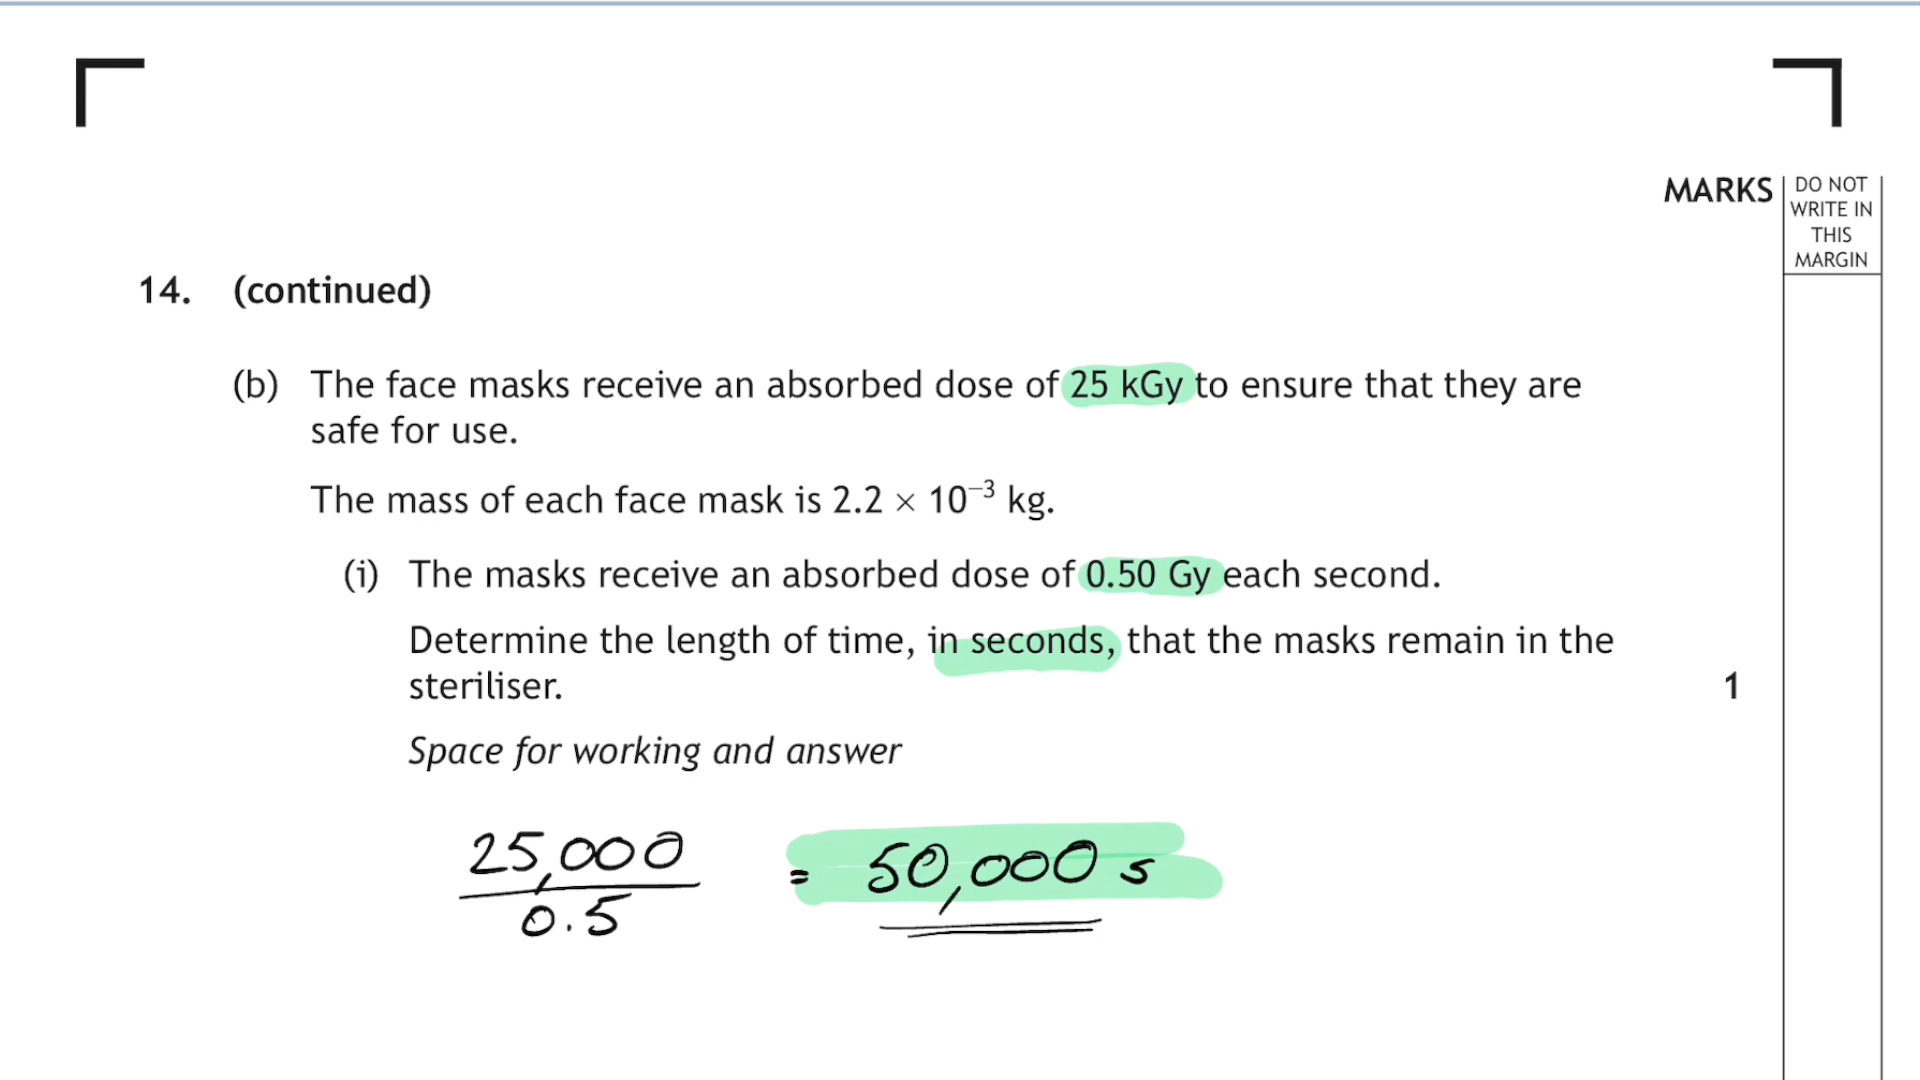 MARKS
DO NOT
WRITE IN
THIS
MARGIN
14. (continued)
(b) The face masks receive an absorbed dose of 25 kGy to ensure that they are
safe for use.
The mass of each face mask is 2.2 × 10⁻³ kg.
(i) The masks receive an absorbed dose of 0.50 Gy each second.
Determine the length of time, in seconds, that the masks remain in the
steriliser. 1
Space for working and answer
25,000
0.5
= 50,000 s